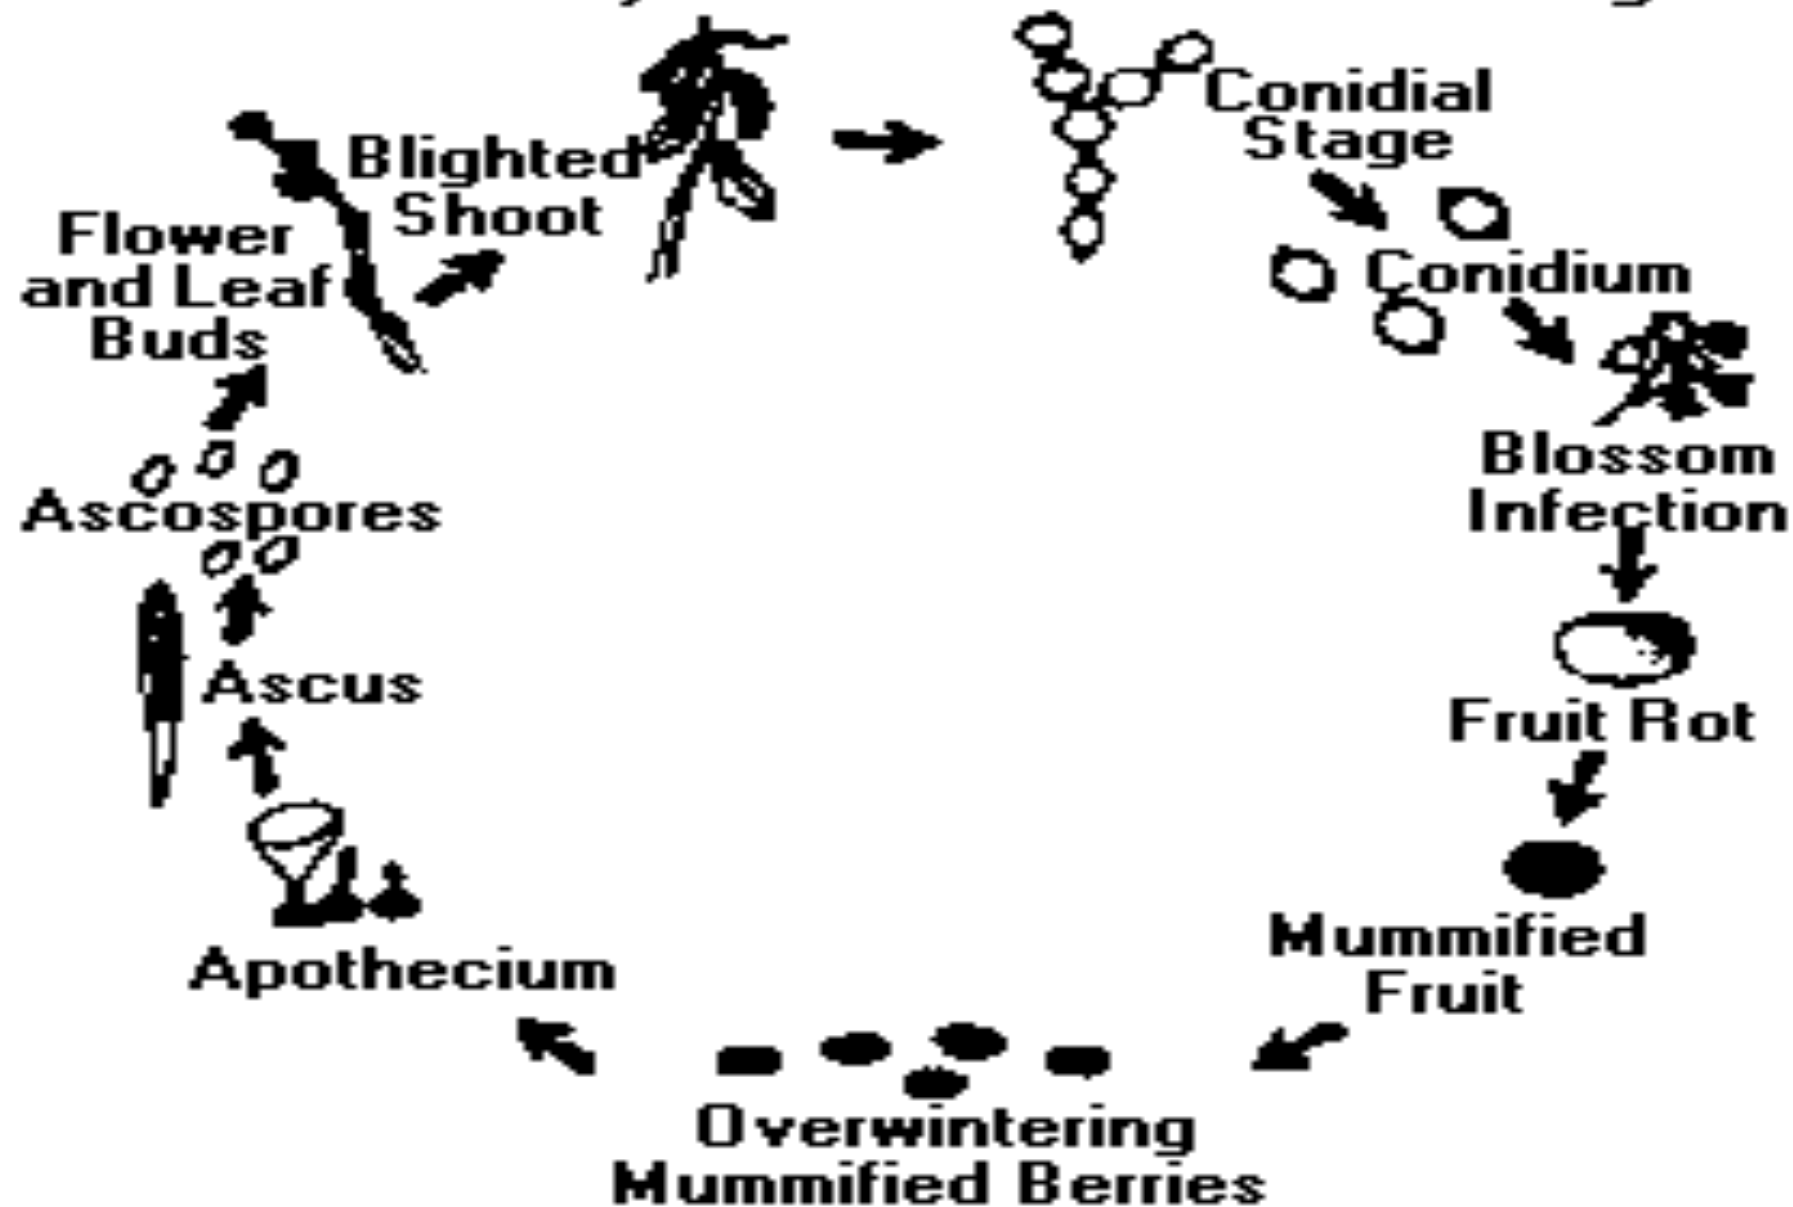 Conidial
Stage
Blighted
Shoot
Flower
and Leaf
Buds
Conidium
Blossom
Infection
Ascospores
Ascus
Fruit Rot
Mummified
Fruit
Apothecium
Overwintering
Mummified Berries